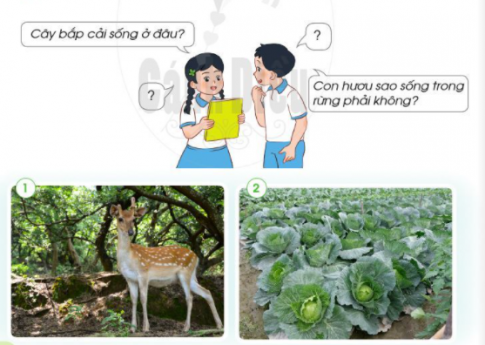 Cây bắp cải sống ở đâu?
?
?
Con hươu sao sống trong
rừng phải không?
1
2